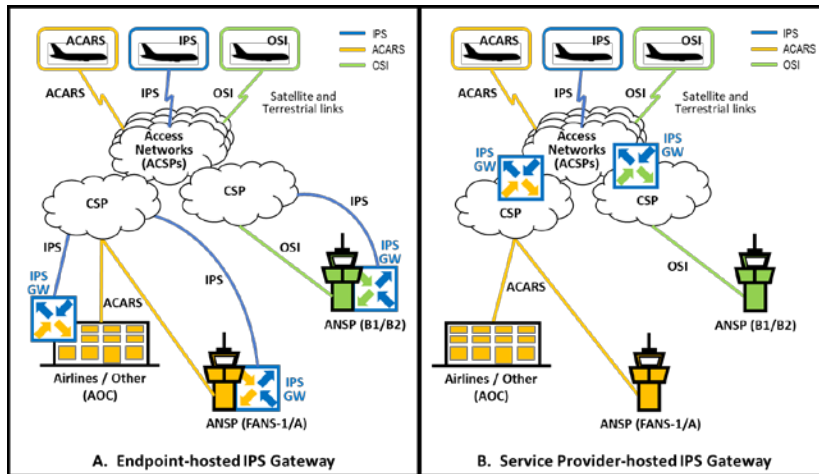 ACARS
IPS
OSI
IPS
ACARS
OSI
ACARS
IPS
OSI
Satellite and
Terrestrial links
Access
Networks
(ACSPs)
CSP
CSP
IPS
IPS
IPS
GW
ACARS
IPS
OSI
IPS
GW
ANSP (B1/B2)
Airlines / Other
(AOC)
IPS
GW
ANSP (FANS-1/A)
A. Endpoint-hosted IPS Gateway
ACARS
IPS
OSI
IPS
ACARS
OSI
ACARS
IPS
OSI
Satellite and
Terrestrial links
Access
Networks
(ACSPs)
IPS
GW
IPS
GW
CSP
CSP
ACARS
OSI
ANSP (B1/B2)
Airlines / Other
(AOC)
ANSP (FANS-1/A)
B. Service Provider-hosted IPS Gateway